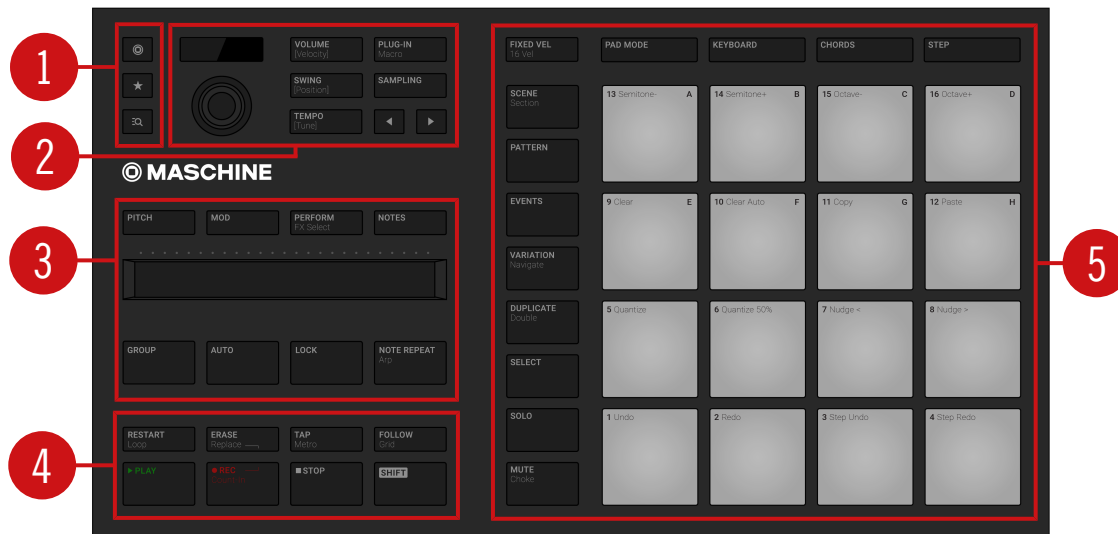 1
VOLUME
[Velocity]
PLUG-IN
Macro
SWING
[Position]
SAMPLING
TEMPO
[Tune]
2
MASCHINE
3
PITCH
MOD
PERFORM
FX Select
NOTES
GROUP
AUTO
LOCK
NOTE REPEAT
Arp
4
RESTART
Loop
ERASE
Replace
TAP
Metro
FOLLOW
Grid
PLAY
REC
STOP
SHIFT
5
FIXED VEL
16 Vel
PAD MODE
KEYBOARD
CHORDS
STEP
SCENE
Section
PATTERN
EVENTS
VARIATION
Navigate
DUPLICATE
Double
SELECT
SOLO
MUTE
Choke
13 Semitone- A
14 Semitone+ B
15 Octave- C
16 Octave+ D
9 Clear E
10 Clear Auto F
11 Copy G
12 Paste H
5 Quantize
6 Quantize 50%
7 Nudge <
8 Nudge >
1 Undo
2 Redo
3 Step Undo
4 Step Redo